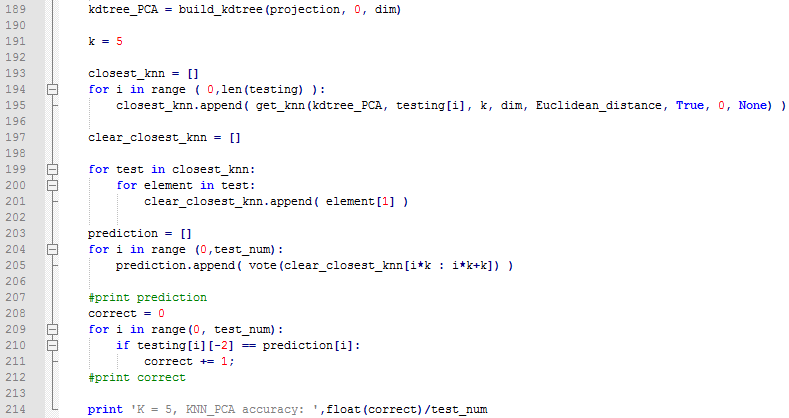 189 kdtree_PCA = build_kdtree(projection, 0, dim)
190
191 k = 5
192
193 closest_knn = []
194 for i in range ( 0,len(testing) ):
195 closest_knn.append( get_knn(kdtree_PCA, testing[i], k, dim, Euclidean_distance, True, 0, None) )
196
197 clear_closest_knn = []
198
199 for test in closest_knn:
200 for element in test:
201 clear_closest_knn.append( element[1] )
202
203 prediction = []
204 for i in range (0,test_num):
205 prediction.append( vote(clear_closest_knn[i*k : i*k+k]) )
206
207 #print prediction
208 correct = 0
209 for i in range(0, test_num):
210 if testing[i][-2] == prediction[i]:
211 correct += 1;
212 #print correct
213
214 print 'K = 5, KNN_PCA accuracy: ',float(correct)/test_num